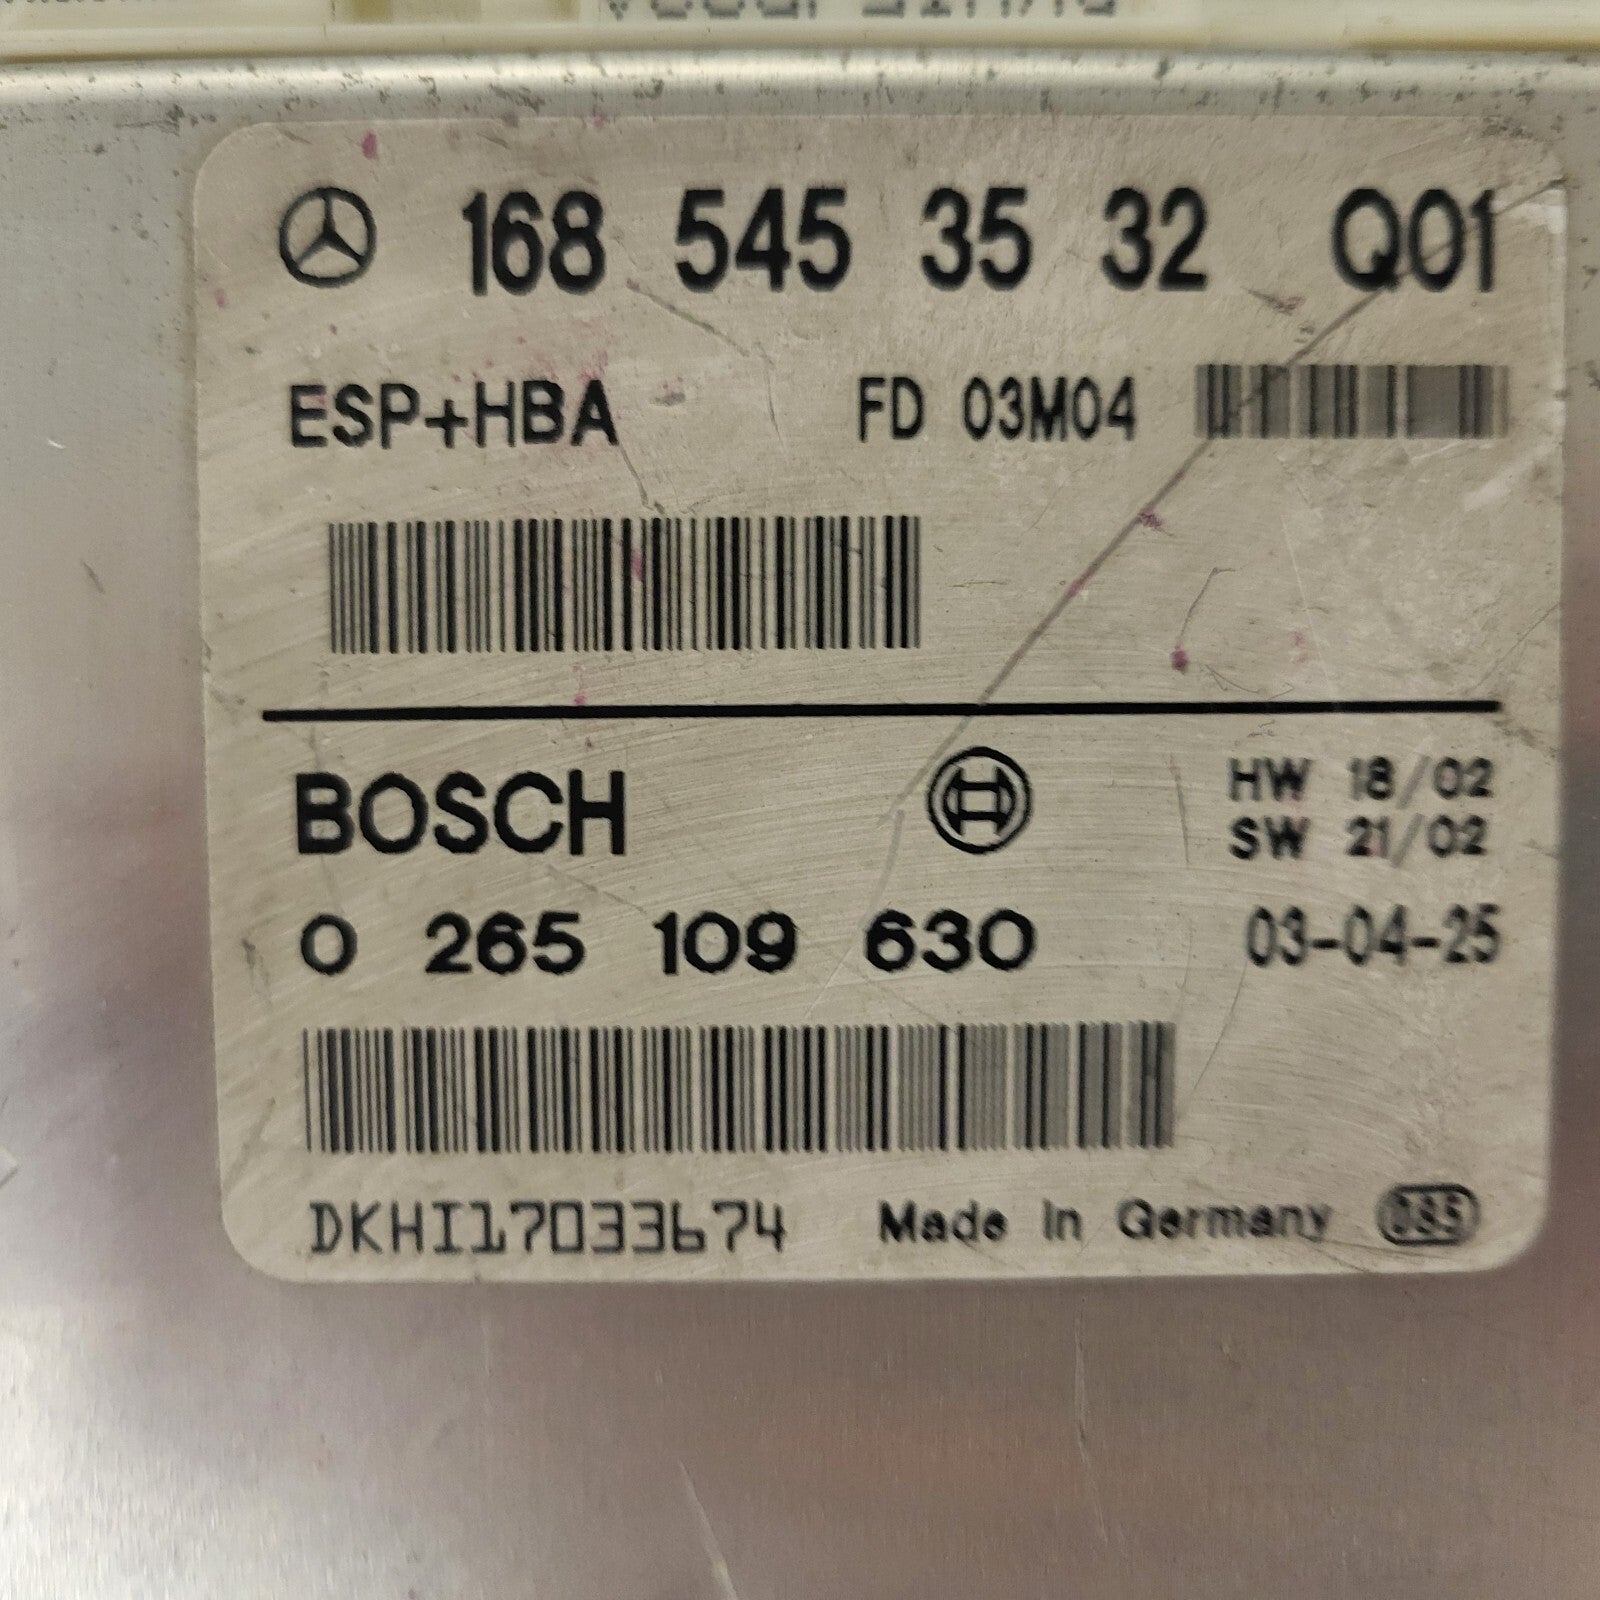 168 545 35 32 Q01
ESP+HBA FD 03M04
BOSCH HW 18/02
SW 21/02
0 265 109 630 03-04-25
DKHI17033674 Made in Germany 085